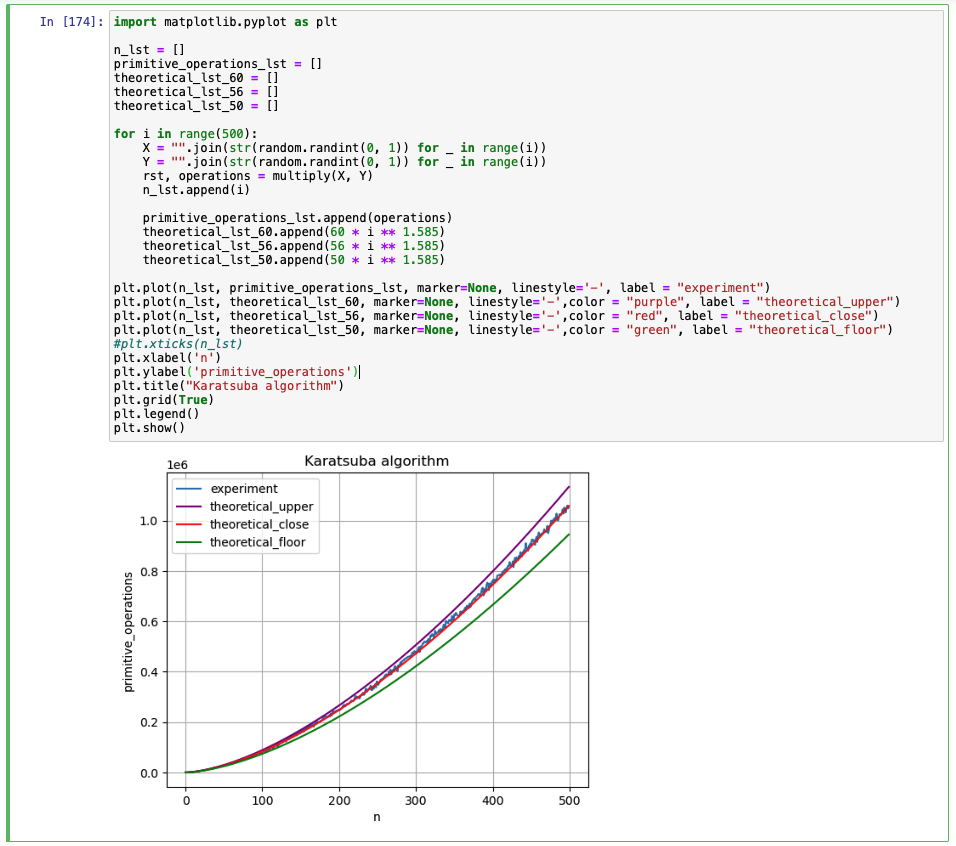 In [174]: import matplotlib.pyplot as plt
n_lst = []
primitive_operations_lst = []
theoretical_lst_60 = []
theoretical_lst_56 = []
theoretical_lst_50 = []
for i in range(500):
    X = "".join(str(random.randint(0, 1)) for _ in range(i))
    Y = "".join(str(random.randint(0, 1)) for _ in range(i))
    rst, operations = multiply(X, Y)
    n_lst.append(i)
    primitive_operations_lst.append(operations)
    theoretical_lst_60.append(60 * i ** 1.585)
    theoretical_lst_56.append(56 * i ** 1.585)
    theoretical_lst_50.append(50 * i ** 1.585)
plt.plot(n_lst, primitive_operations_lst, marker=None, linestyle='-', label = "experiment")
plt.plot(n_lst, theoretical_lst_60, marker=None, linestyle='-',color = "purple", label = "theoretical_upper")
plt.plot(n_lst, theoretical_lst_56, marker=None, linestyle='-',color = "red", label = "theoretical_close")
plt.plot(n_lst, theoretical_lst_50, marker=None, linestyle='-',color = "green", label = "theoretical_floor")
#plt.xticks(n_lst)
plt.xlabel('n')
plt.ylabel('primitive_operations')
plt.title("Karatsuba algorithm")
plt.grid(True)
plt.legend()
plt.show()
Karatsuba algorithm
1e6
experiment
theoretical_upper
theoretical_close
theoretical_floor
1.0
0.8
0.6
0.4
0.2
0.0
primitive_operations
0 100 200 300 400 500
n